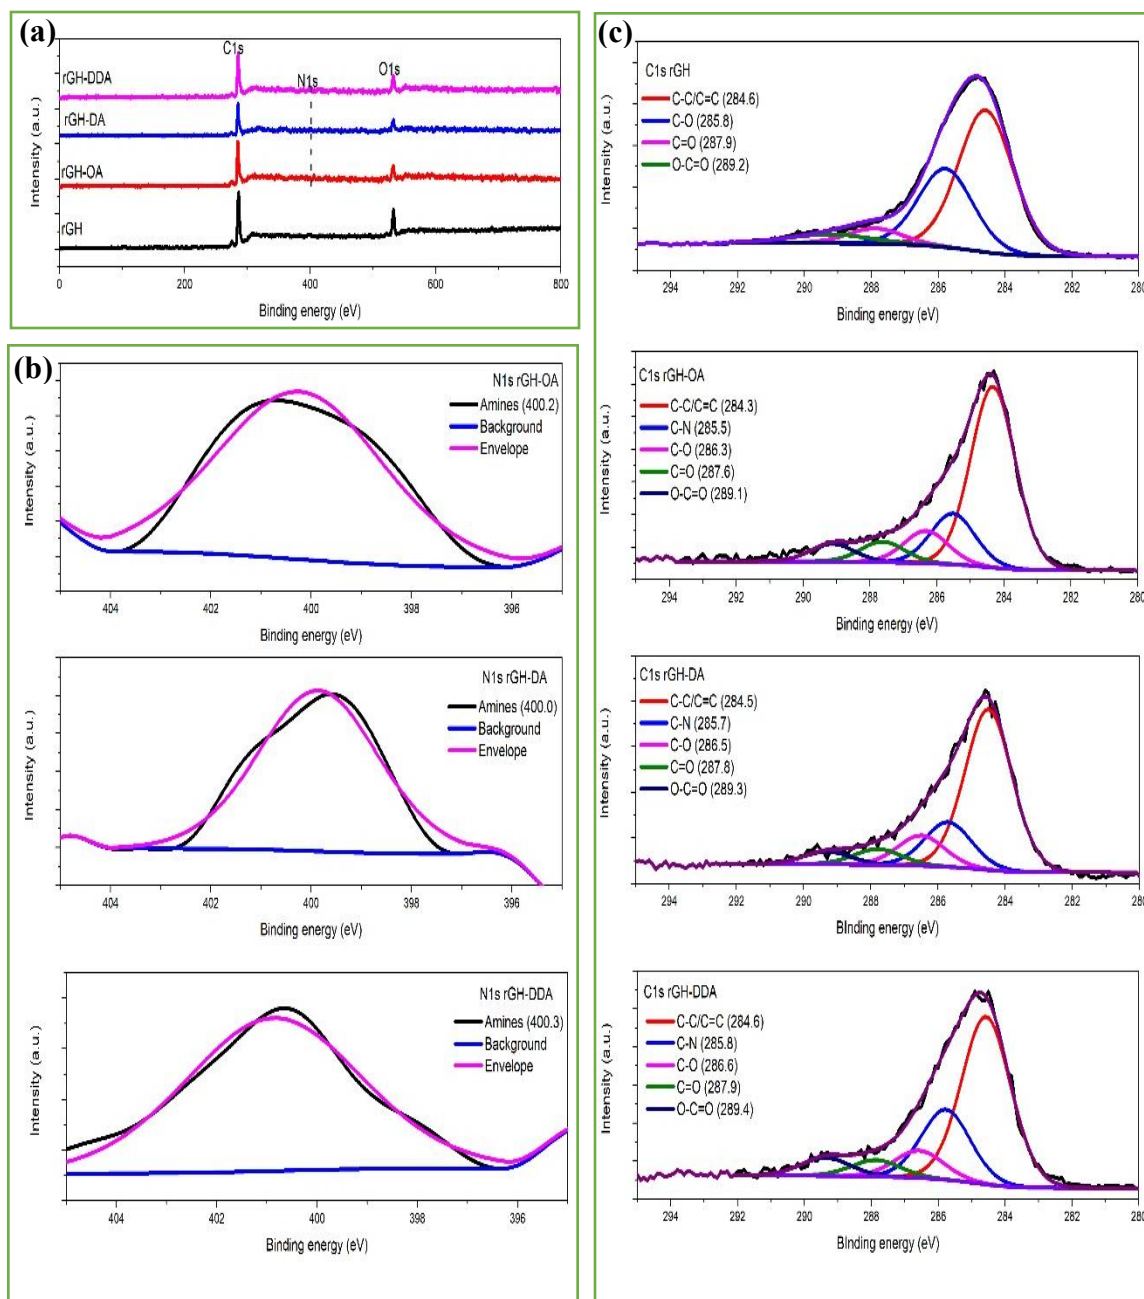 (a)
C1s
N1s
O1s
rGH-DDA
rGH-DA
rGH-OA
rGH
Intensity (a.u.)
0 200 400 600 800
Binding energy (eV)
(b)
N1s rGH-OA
Amines (400.2)
Background
Envelope
Intensity (a.u.)
404 402 400 398 396
Binding energy (eV)
N1s rGH-DA
Amines (400.0)
Background
Envelope
Intensity (a.u.)
404 402 400 398 396
Binding energy (eV)
N1s rGH-DDA
Amines (400.3)
Background
Envelope
Intensity (a.u.)
404 402 400 398 396
Binding energy (eV)
(c)
C1s rGH
C-C/C=C (284.6)
C-O (285.8)
C=O (287.9)
O-C=O (289.2)
Intensity (a.u.)
294 292 290 288 286 284 282 280
Binding energy (eV)
C1s rGH-OA
C-C/C=C (284.3)
C-N (285.5)
C-O (286.3)
C=O (287.6)
O-C=O (289.1)
Intensity (a.u.)
294 292 290 288 286 284 282 280
Binding energy (eV)
C1s rGH-DA
C-C/C=C (284.5)
C-N (285.7)
C-O (286.5)
C=O (287.8)
O-C=O (289.3)
Intensity (a.u.)
294 292 290 288 286 284 282 280
BInding energy (eV)
C1s rGH-DDA
C-C/C=C (284.6)
C-N (285.8)
C-O (286.6)
C=O (287.9)
O-C=O (289.4)
Intensity (a.u.)
294 292 290 288 286 284 282 280
BInding energy (eV)